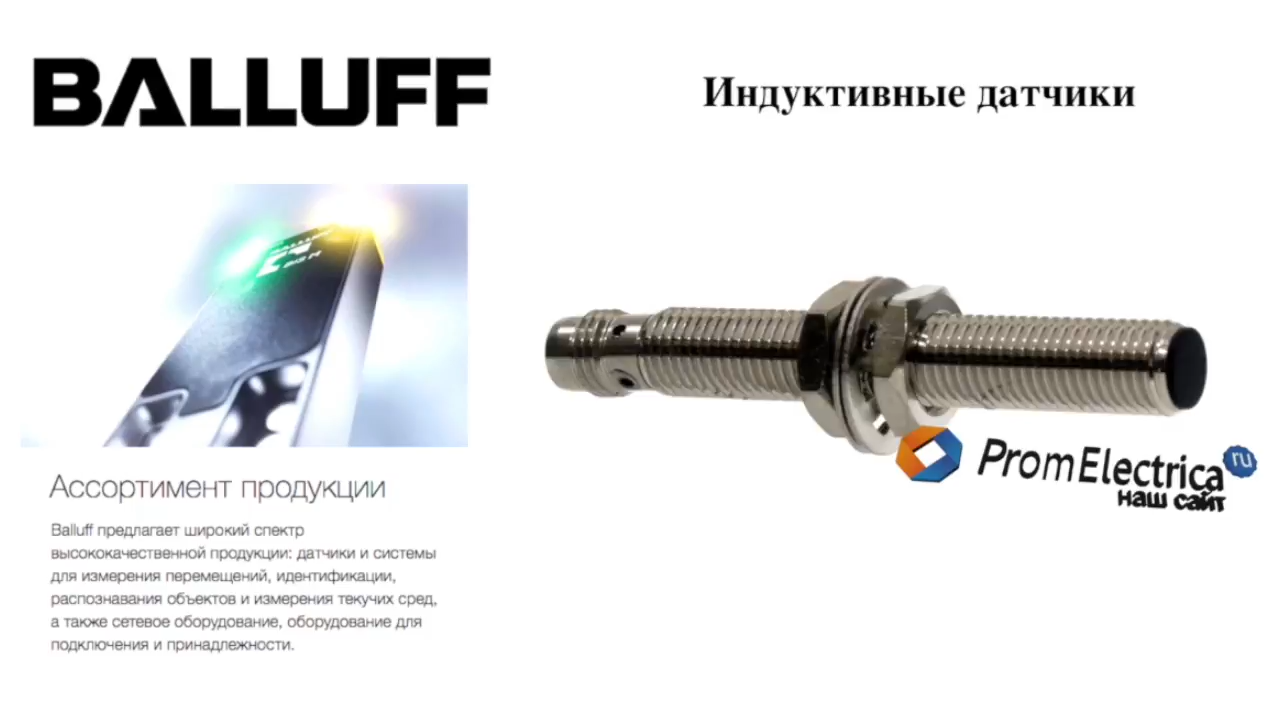 BALLUFF
Индуктивные датчики
BALLUFF
Ассортимент продукции
Balluff предлагает широкий спектр
высококачественной продукции: датчики и системы
для измерения перемещений, идентификации,
распознавания объектов и измерения текучих сред,
а также сетевое оборудование, оборудование для
подключения и принадлежности.
PromElectrica ru
наш сайт